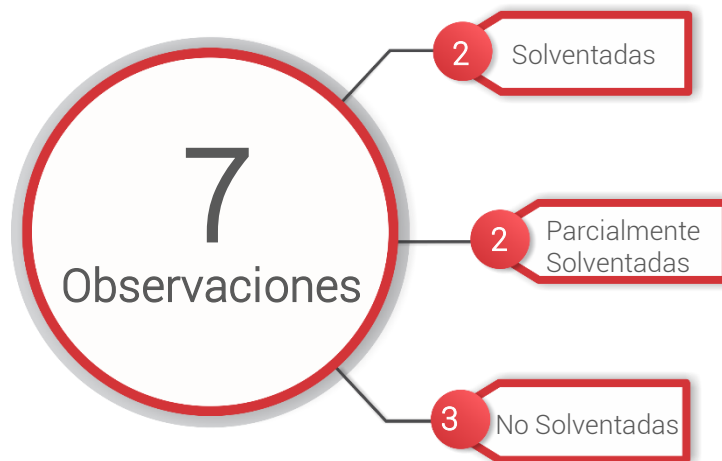 7
Observaciones
2
Solventadas
2
Parcialmente
Solventadas
3
No Solventadas